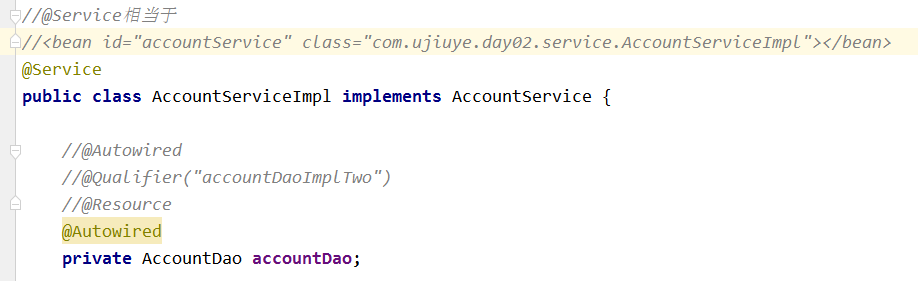 //@Service相当于
//<bean id="accountService" class="com.ujiuye.day02.service.AccountServiceImpl"></bean>
@Service
public class AccountServiceImpl implements AccountService {
//@Autowired
//@Qualifier("accountDaoImplTwo")
//@Resource
@Autowired
private AccountDao accountDao;